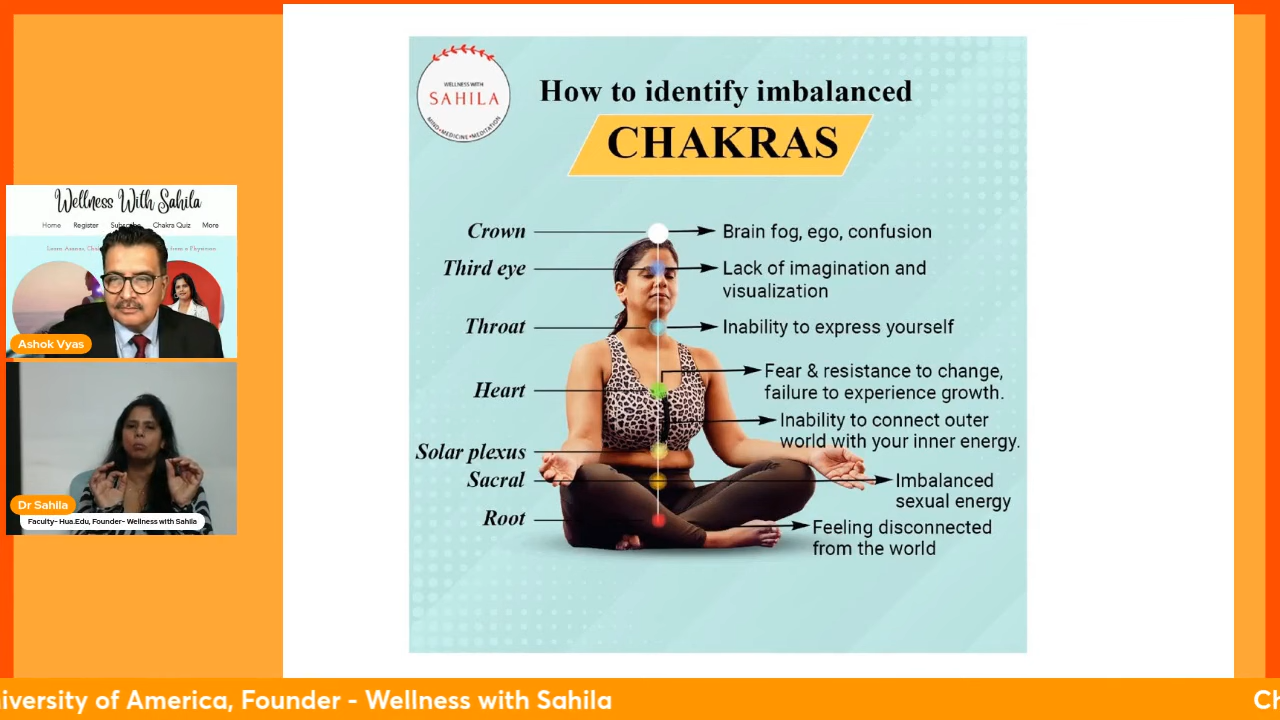 Wellness With Sahila
Home Register Chakra Quiz More
Ashok Vyas
Dr Sahila
Faculty- Hua.Edu, Founder- Wellness with Sahila
WELLNESS WITH
SAHILA
MIND•MEDICINE•MEDITATION
How to identify imbalanced
CHAKRAS
Crown
Brain fog, ego, confusion
Third eye
Lack of imagination and
visualization
Throat
Inability to express yourself
Heart
Fear & resistance to change,
failure to experience growth.
Solar plexus
Inability to connect outer
world with your inner energy.
Sacral
Imbalanced
sexual energy
Root
Feeling disconnected
from the world
iversity of America, Founder - Wellness with Sahila
Ch